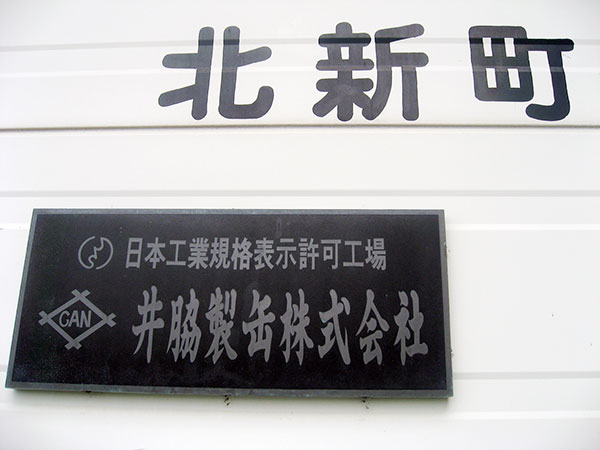 北新町
日本工業規格表示許可工場
CAN 井脇製缶株式会社